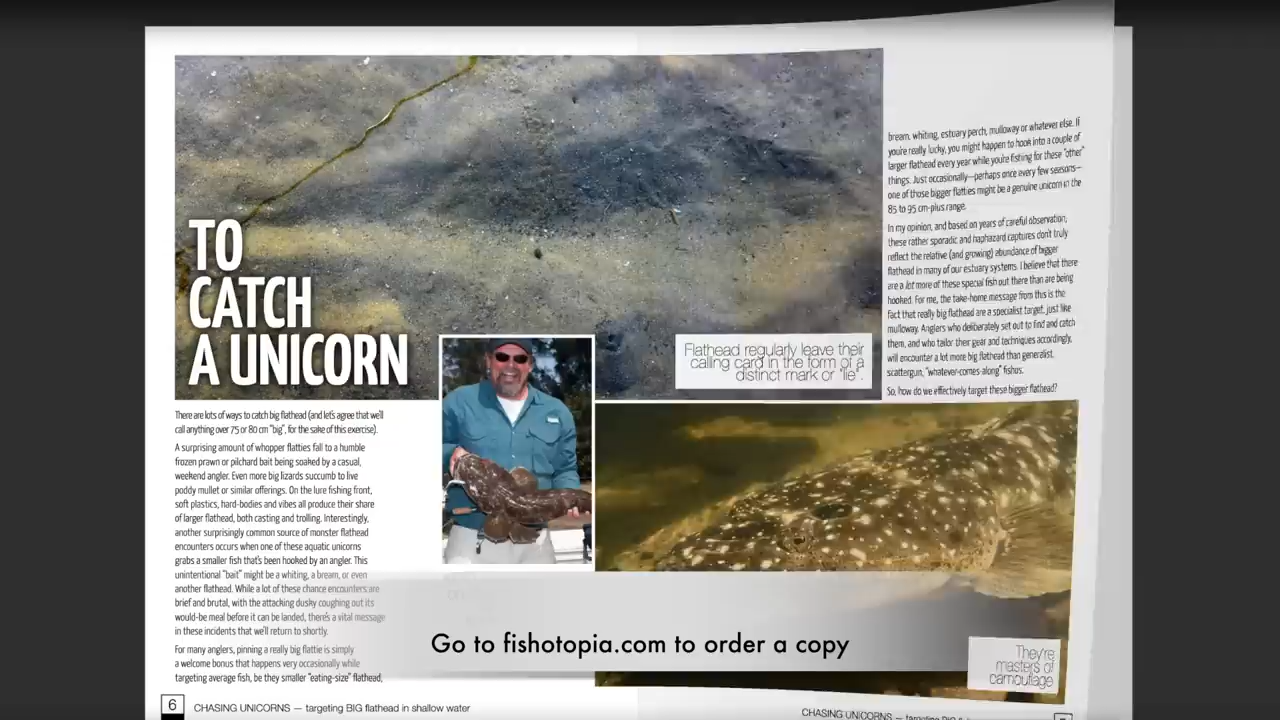 TO
CATCH
A UNICORN
There are lots of ways to catch big flathead (and let's agree that we'll
call anything over 75 or 80 cm "big", for the sake of this exercise).
A surprising amount of whopper flatties fall to a humble
frozen prawn or pilchard bait being soaked by a casual,
weekend angler. Even more big lizards succumb to live
poddy mullet or similar offerings. On the lure fishing front,
soft plastics, hard-bodies and vibes all produce their share
of larger flathead, both casting and trolling. Interestingly,
another surprisingly common source of monster flathead
encounters occurs when one of these aquatic unicorns
grabs a smaller fish that's been hooked by an angler. This
unintentional "bait" might be a whiting, a bream, or even
another flathead. While a lot of these chance encounters are
brief and brutal, with the attacking dusky coughing out its
would-be meal before it can be landed, there's a vital message
in these incidents that we'll return to shortly.
For many anglers, pinning a really big flattie is simply
a welcome bonus that happens very occasionally while
targeting average fish, be they smaller "eating-size" flathead,
6 CHASING UNICORNS — targeting BIG flathead in shallow water
Flathead regularly leave their
calling card in the form of a
distinct mark or "lie".
bream, whiting, estuary perch, mulloway or whatever else. If
you're really lucky, you might happen to hook into a couple of
larger flathead every year while you're fishing for these "other"
things. Just occasionally—perhaps once every few seasons—
one of those bigger flatties might be a genuine unicorn in the
85 to 95 cm-plus range.
In my opinion, and based on years of careful observation,
these rather sporadic and haphazard captures don't truly
reflect the relative (and growing) abundance of bigger
flathead in many of our estuary systems. I believe that there
are a lot more of these special fish out there than are being
hooked. For me, the take-home message from this is the
fact that really big flathead are a specialist target, just like
mulloway. Anglers who deliberately set out to find and catch
them, and who tailor their gear and techniques accordingly,
will encounter a lot more big flathead than generalist,
scattergun, "whatever-comes-along" fishos.
So, how do we effectively target these bigger flathead?
They're
masters of
camouflage
Go to fishotopia.com to order a copy
CHASING UNICORNS — targeting BIG